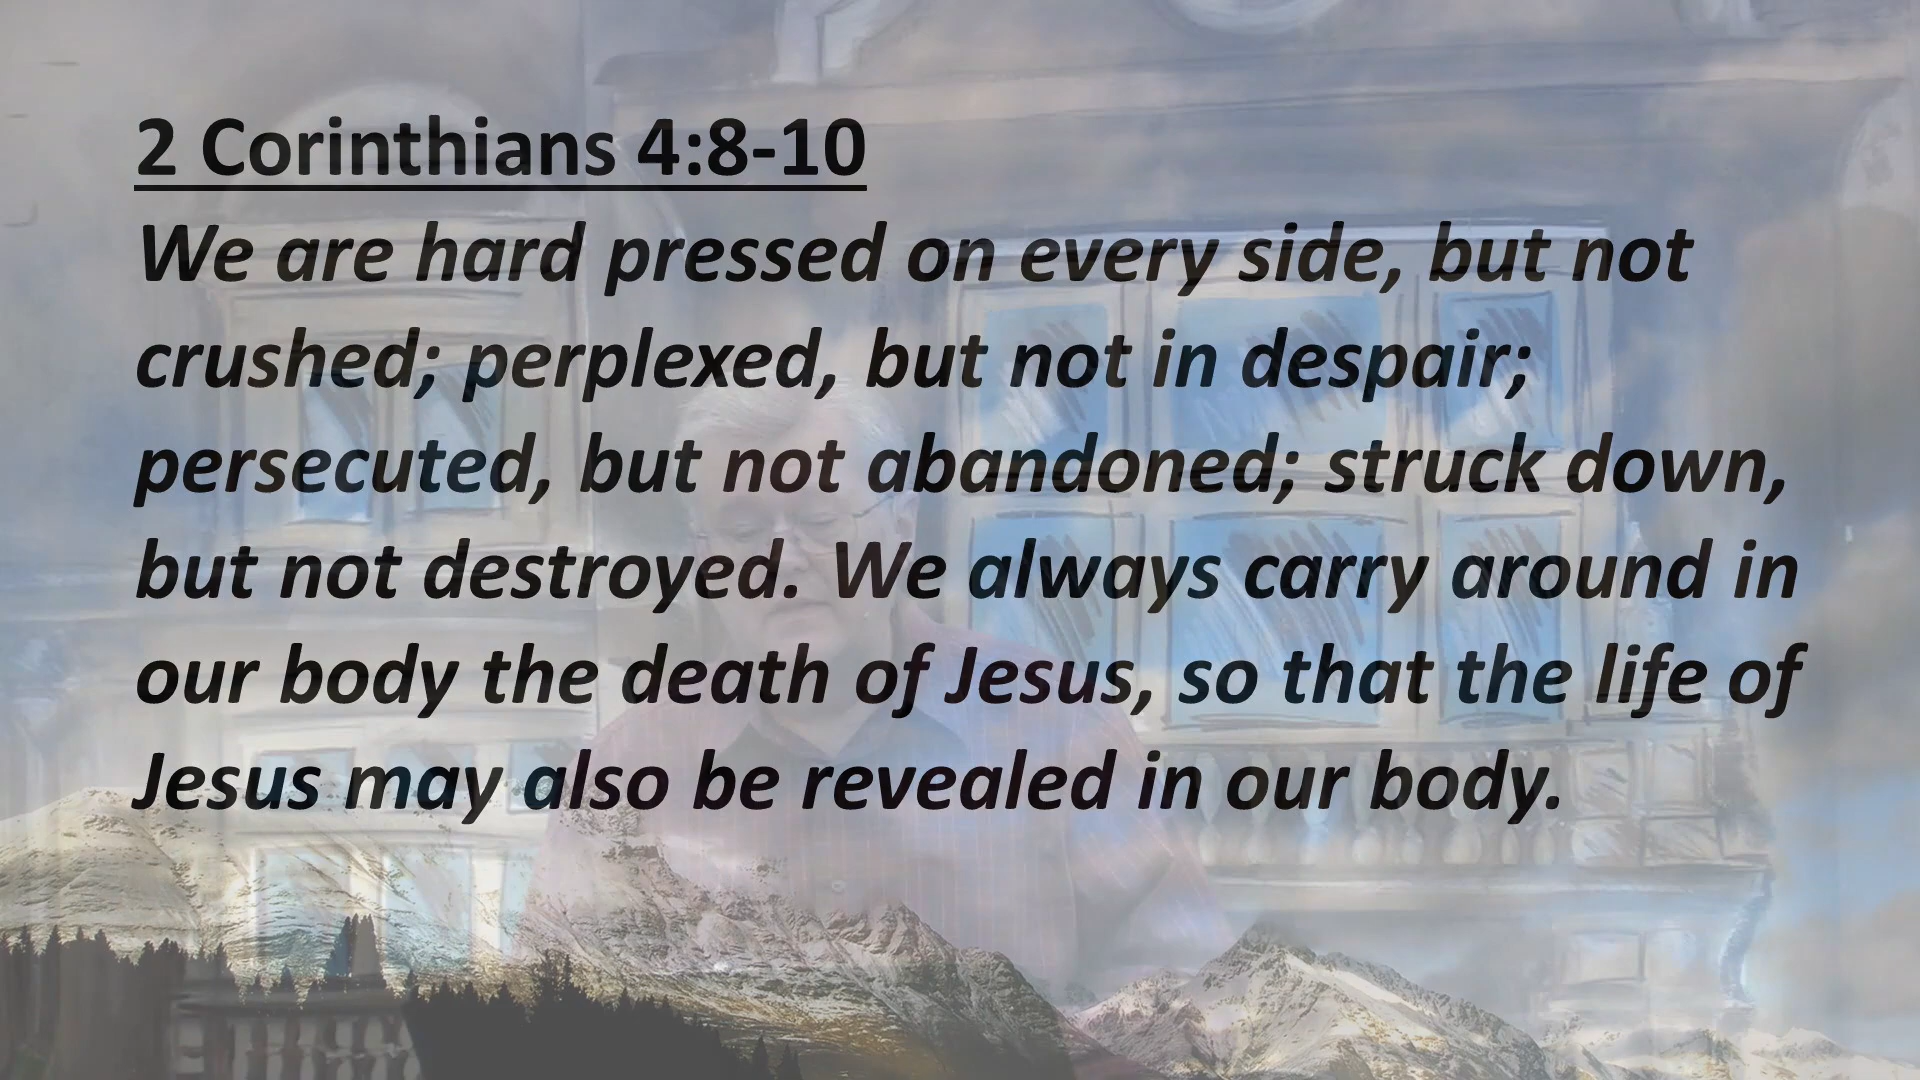 2 Corinthians 4:8-10
We are hard pressed on every side, but not
crushed; perplexed, but not in despair;
persecuted, but not abandoned; struck down,
but not destroyed. We always carry around in
our body the death of Jesus, so that the life of
Jesus may also be revealed in our body.